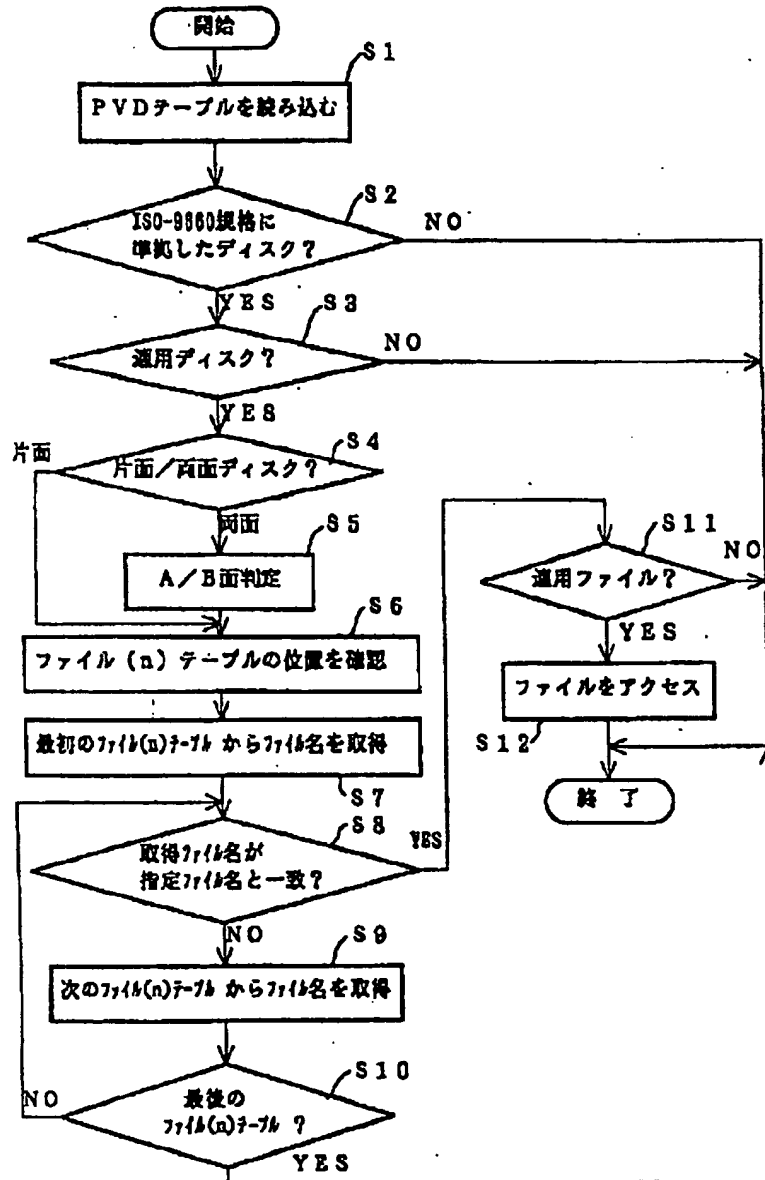 開始
S1
PVDテーブルを読み込む
S2
ISO-9660規格に
準拠したディスク?
NO
YES
S3
適用ディスク?
NO
YES
S4
片面
片面/両面ディスク?
両面
S5
A/B面判定
S6
ファイル(n)テーブルの位置を確認
最初のファイル(n)テーブル からファイル名を取得
S7
S8
取得ファイル名が
指定ファイル名と一致?
YES
NO
S9
次のファイル(n)テーブル からファイル名を取得
S10
最後の
ファイル(n)テーブル ?
NO
YES
S11
適用ファイル?
NO
YES
ファイルをアクセス
S12
終了